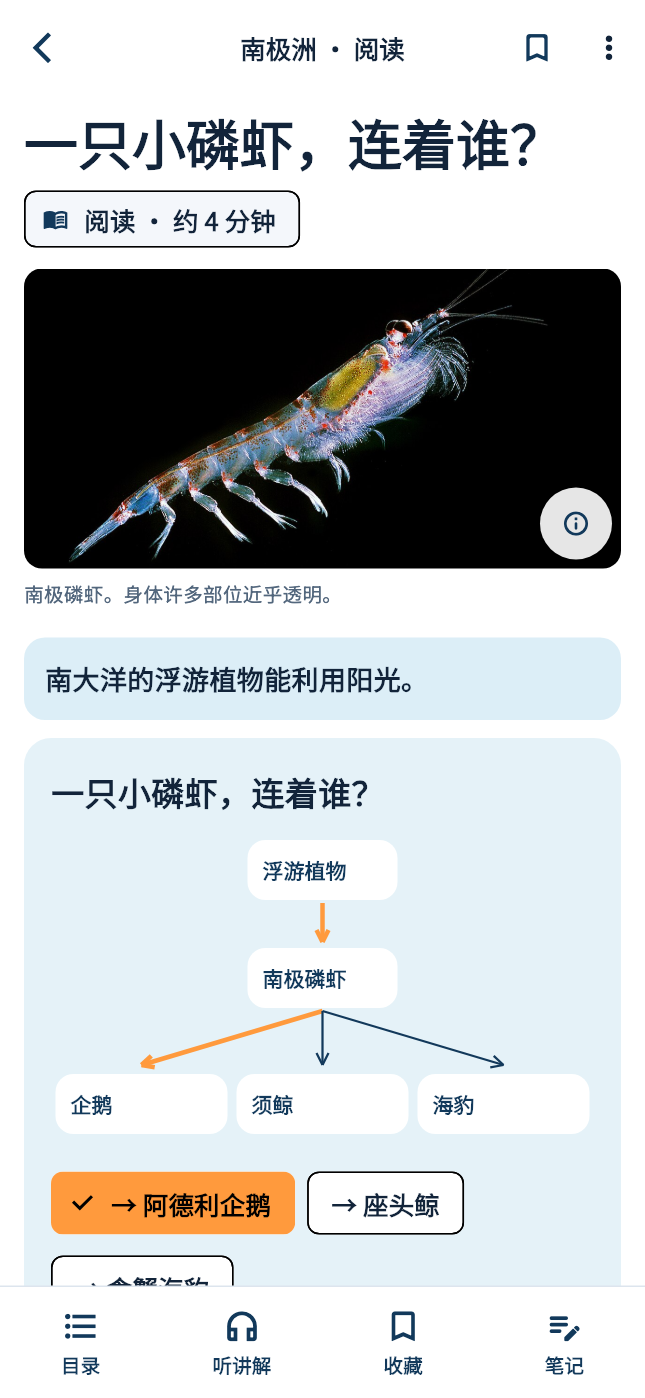 南极洲 · 阅读
一只小磷虾，连着谁？
阅读 · 约 4 分钟
南极磷虾。身体许多部位近乎透明。
南大洋的浮游植物能利用阳光。
一只小磷虾，连着谁？
浮游植物
南极磷虾
企鹅 须鲸 海豹
→ 阿德利企鹅 → 座头鲸
→ 食蟹海豹
目录 听讲解 收藏 笔记